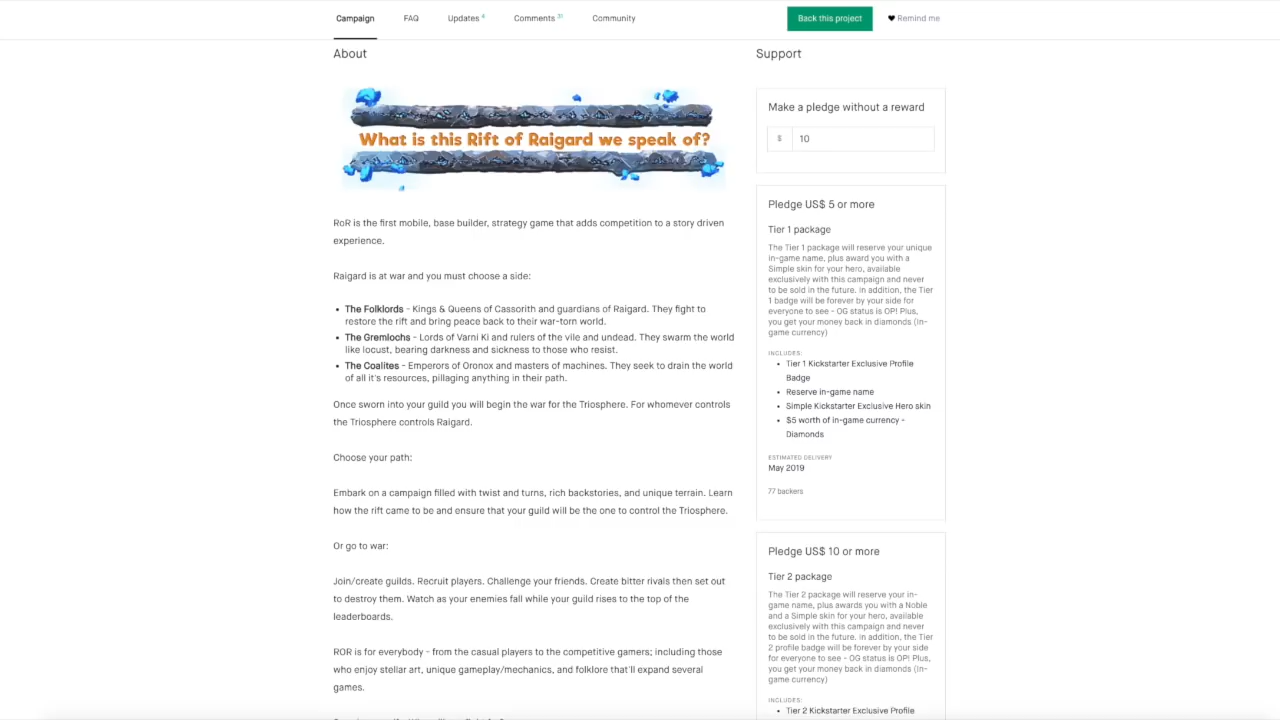 Campaign
FAQ
Updates 4
Comments 31
Community
Back this project
Remind me
About
What is this Rift of Raigard we speak of?
RoR is the first mobile, base builder, strategy game that adds competition to a story driven
experience.
Raigard is at war and you must choose a side:
• The Folklords - Kings & Queens of Cassorith and guardians of Raigard. They fight to
restore the rift and bring peace back to their war-torn world.
• The Gremlochs - Lords of Varni Ki and rulers of the vile and undead. They swarm the world
like locust, bearing darkness and sickness to those who resist.
• The Coalites - Emperors of Oronox and masters of machines. They seek to drain the world
of all it's resources, pillaging anything in their path.
Once sworn into your guild you will begin the war for the Triosphere. For whomever controls
the Triosphere controls Raigard.
Choose your path:
Embark on a campaign filled with twist and turns, rich backstories, and unique terrain. Learn
how the rift came to be and ensure that your guild will be the one to control the Triosphere.
Or go to war:
Join/create guilds. Recruit players. Challenge your friends. Create bitter rivals then set out
to destroy them. Watch as your enemies fall while your guild rises to the top of the
leaderboards.
ROR is for everybody - from the casual players to the competitive gamers; including those
who enjoy stellar art, unique gameplay/mechanics, and folklore that'll expand several
games.
Support
Make a pledge without a reward
$ 10
Pledge US$ 5 or more
Tier 1 package
The Tier 1 package will reserve your unique
in-game name, plus award you with a
Simple skin for your hero, available
exclusively with this campaign and never
to be sold in the future. In addition, the Tier
1 badge will be forever by your side for
everyone to see - OG status is OP! Plus,
you get your money back in diamonds (In-
game currency)
INCLUDES:
• Tier 1 Kickstarter Exclusive Profile
Badge
• Reserve in-game name
• Simple Kickstarter Exclusive Hero skin
• $5 worth of in-game currency -
Diamonds
ESTIMATED DELIVERY
May 2019
77 backers
Pledge US$ 10 or more
Tier 2 package
The Tier 2 package will reserve your in-
game name, plus awards you with a Noble
and a Simple skin for your hero, available
exclusively with this campaign and never
to be sold in the future. In addition, the Tier
2 profile badge will be forever by your side
for everyone to see - OG status is OP! Plus,
you get your money back in diamonds (In-
game currency)
INCLUDES:
• Tier 2 Kickstarter Exclusive Profile